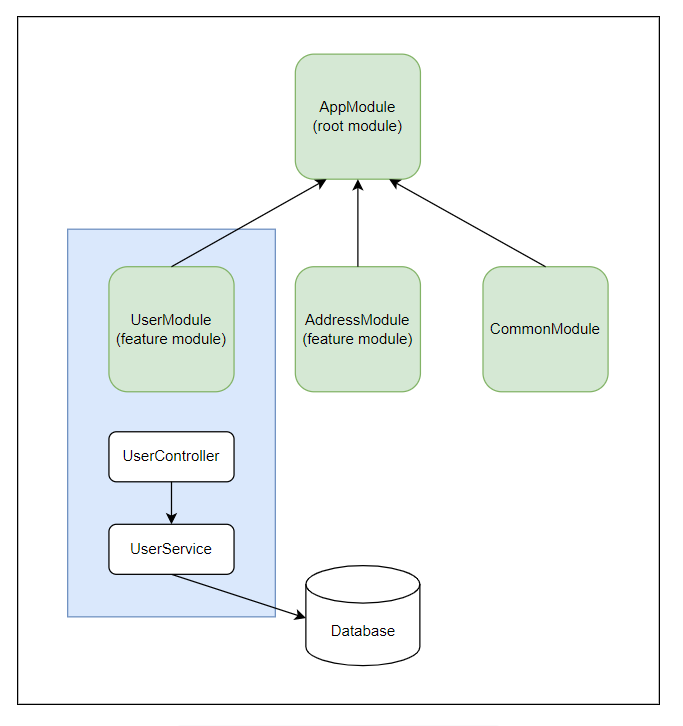 AppModule
(root module)
UserModule
(feature module)
AddressModule
(feature module)
CommonModule
UserController
UserService
Database